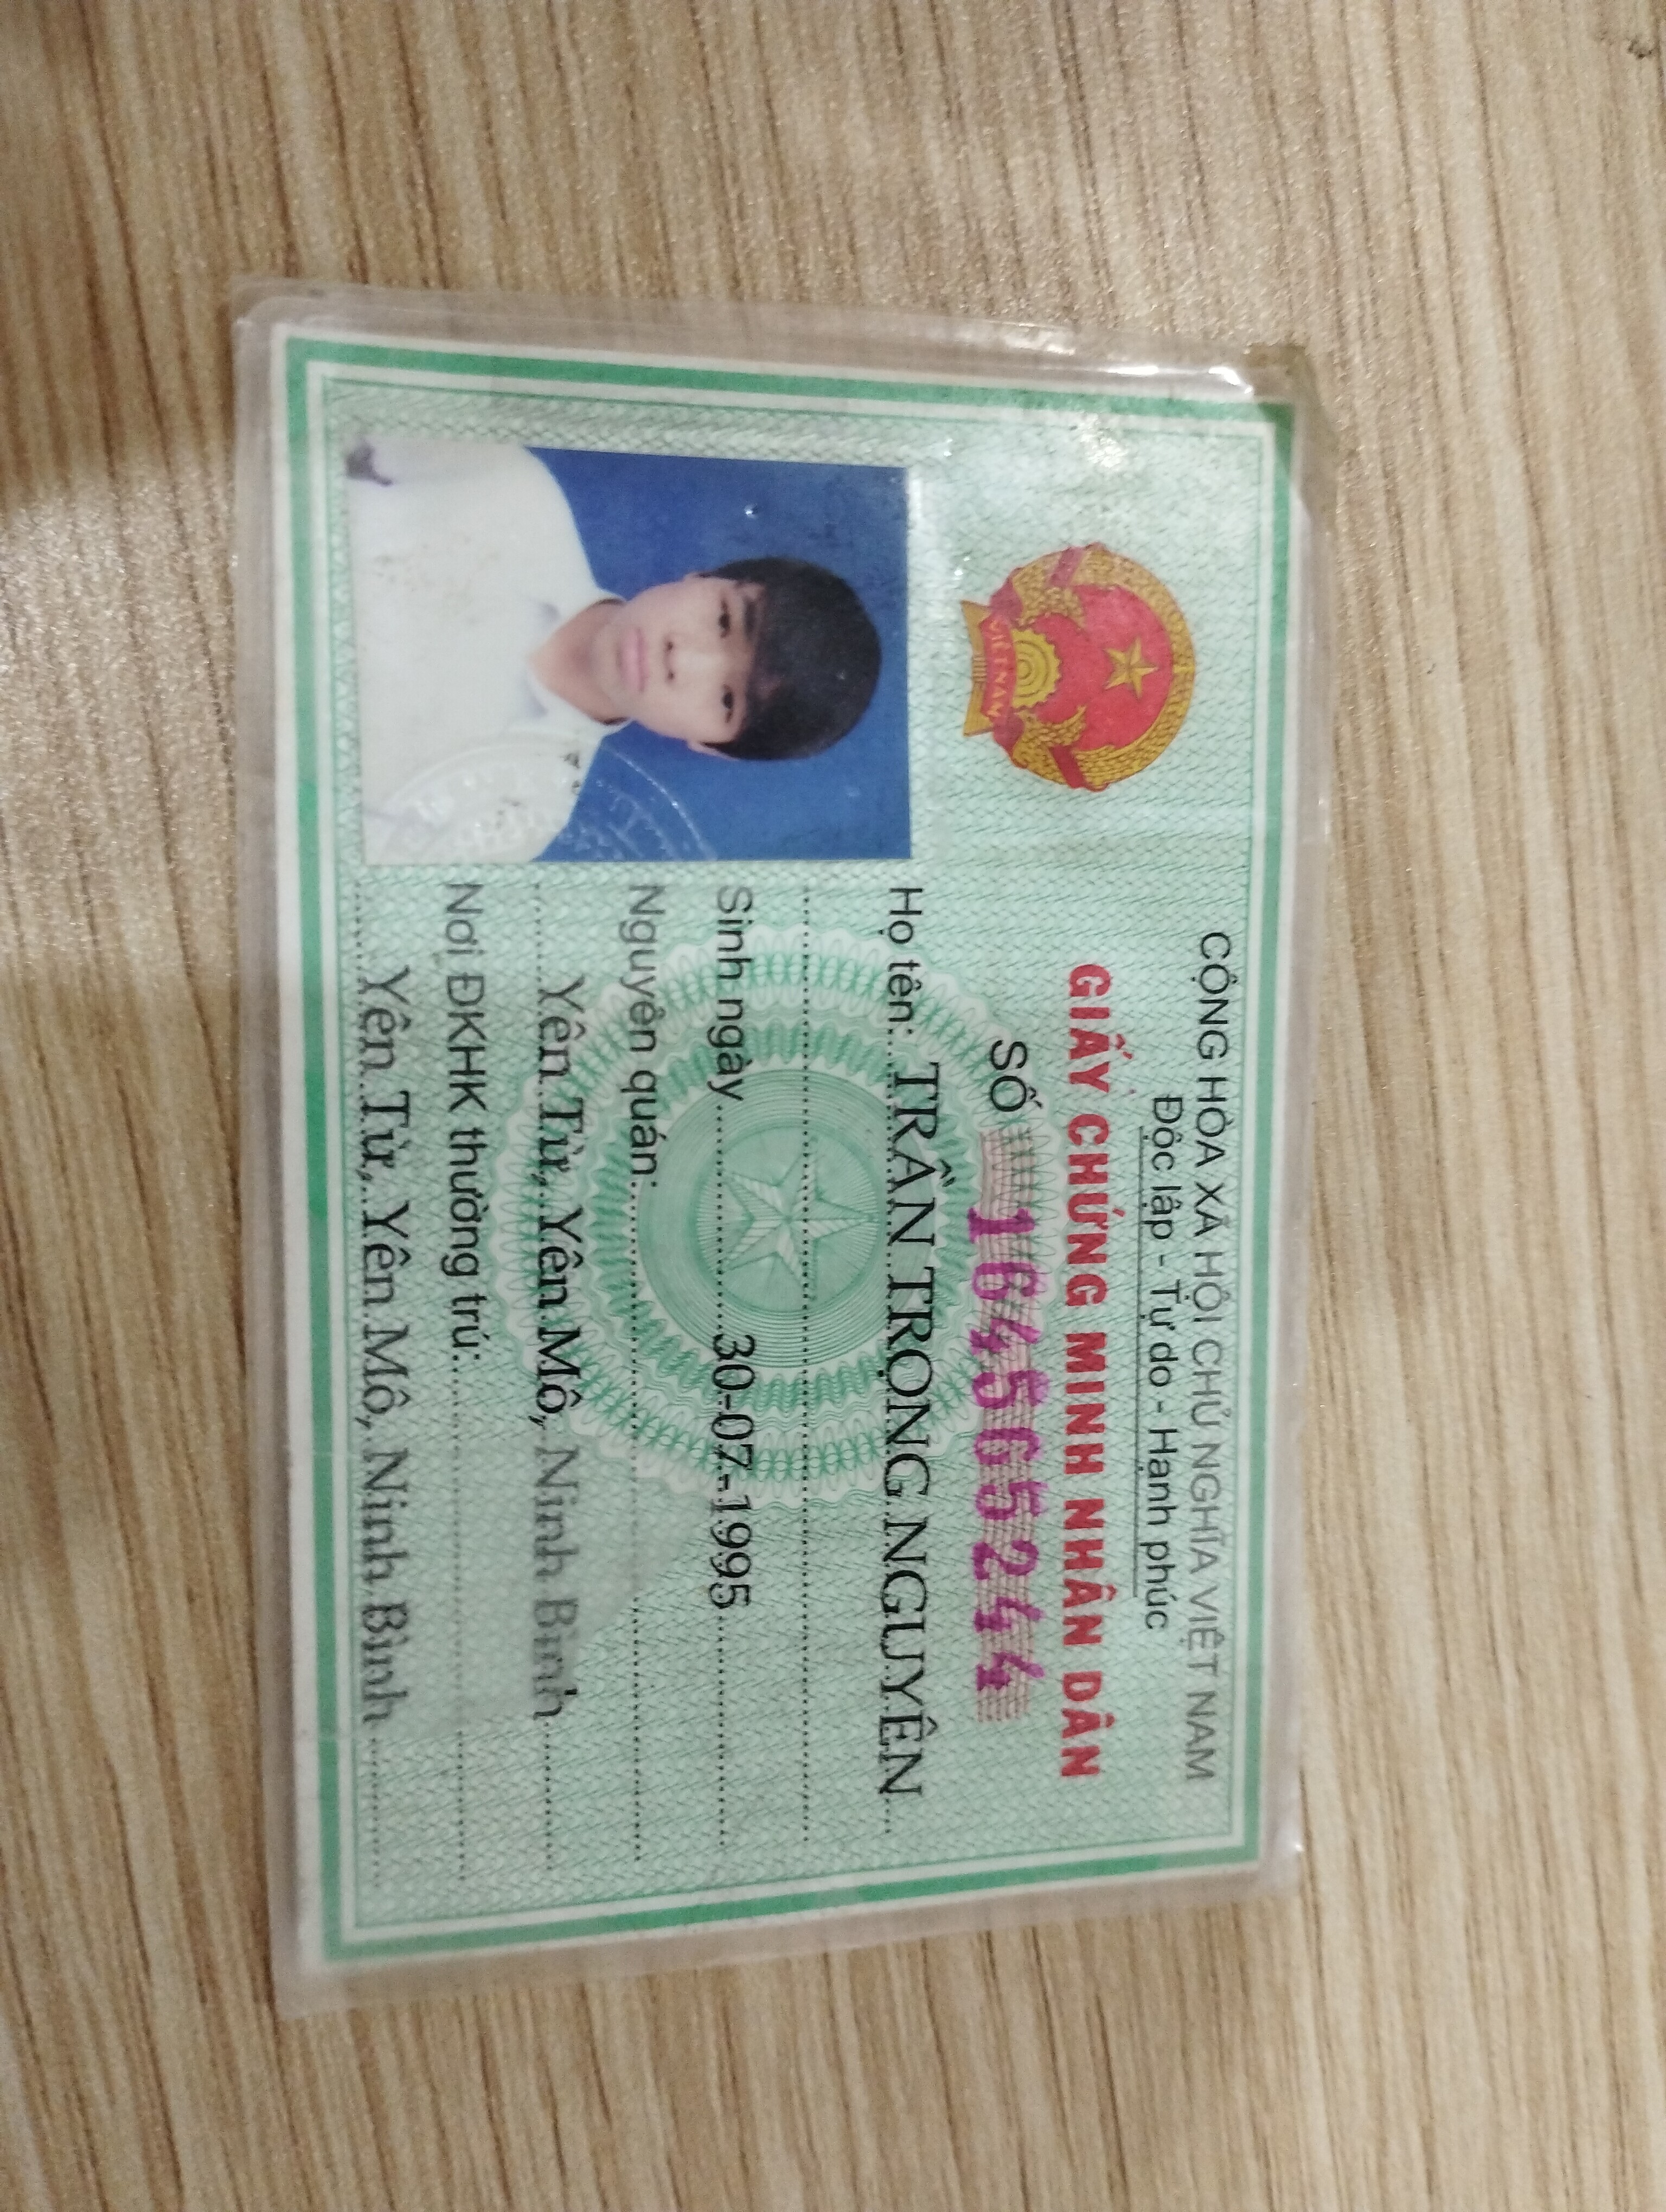 CỘNG HÒA XÃ HỘI CHỦ NGHĨA VIỆT NAM
Độc lập - Tự do - Hạnh phúc
GIẤY CHỨNG MINH NHÂN DÂN
SỐ 164565244
VIETNAM
Họ tên: TRẦN TRỌNG NGUYÊN
Sinh ngày 30-07-1995
Nguyên quán:
Yên Từ, Yên Mô, Ninh Bình
Nơi ĐKHK thường trú:
Yên Từ, Yên Mô, Ninh Bình